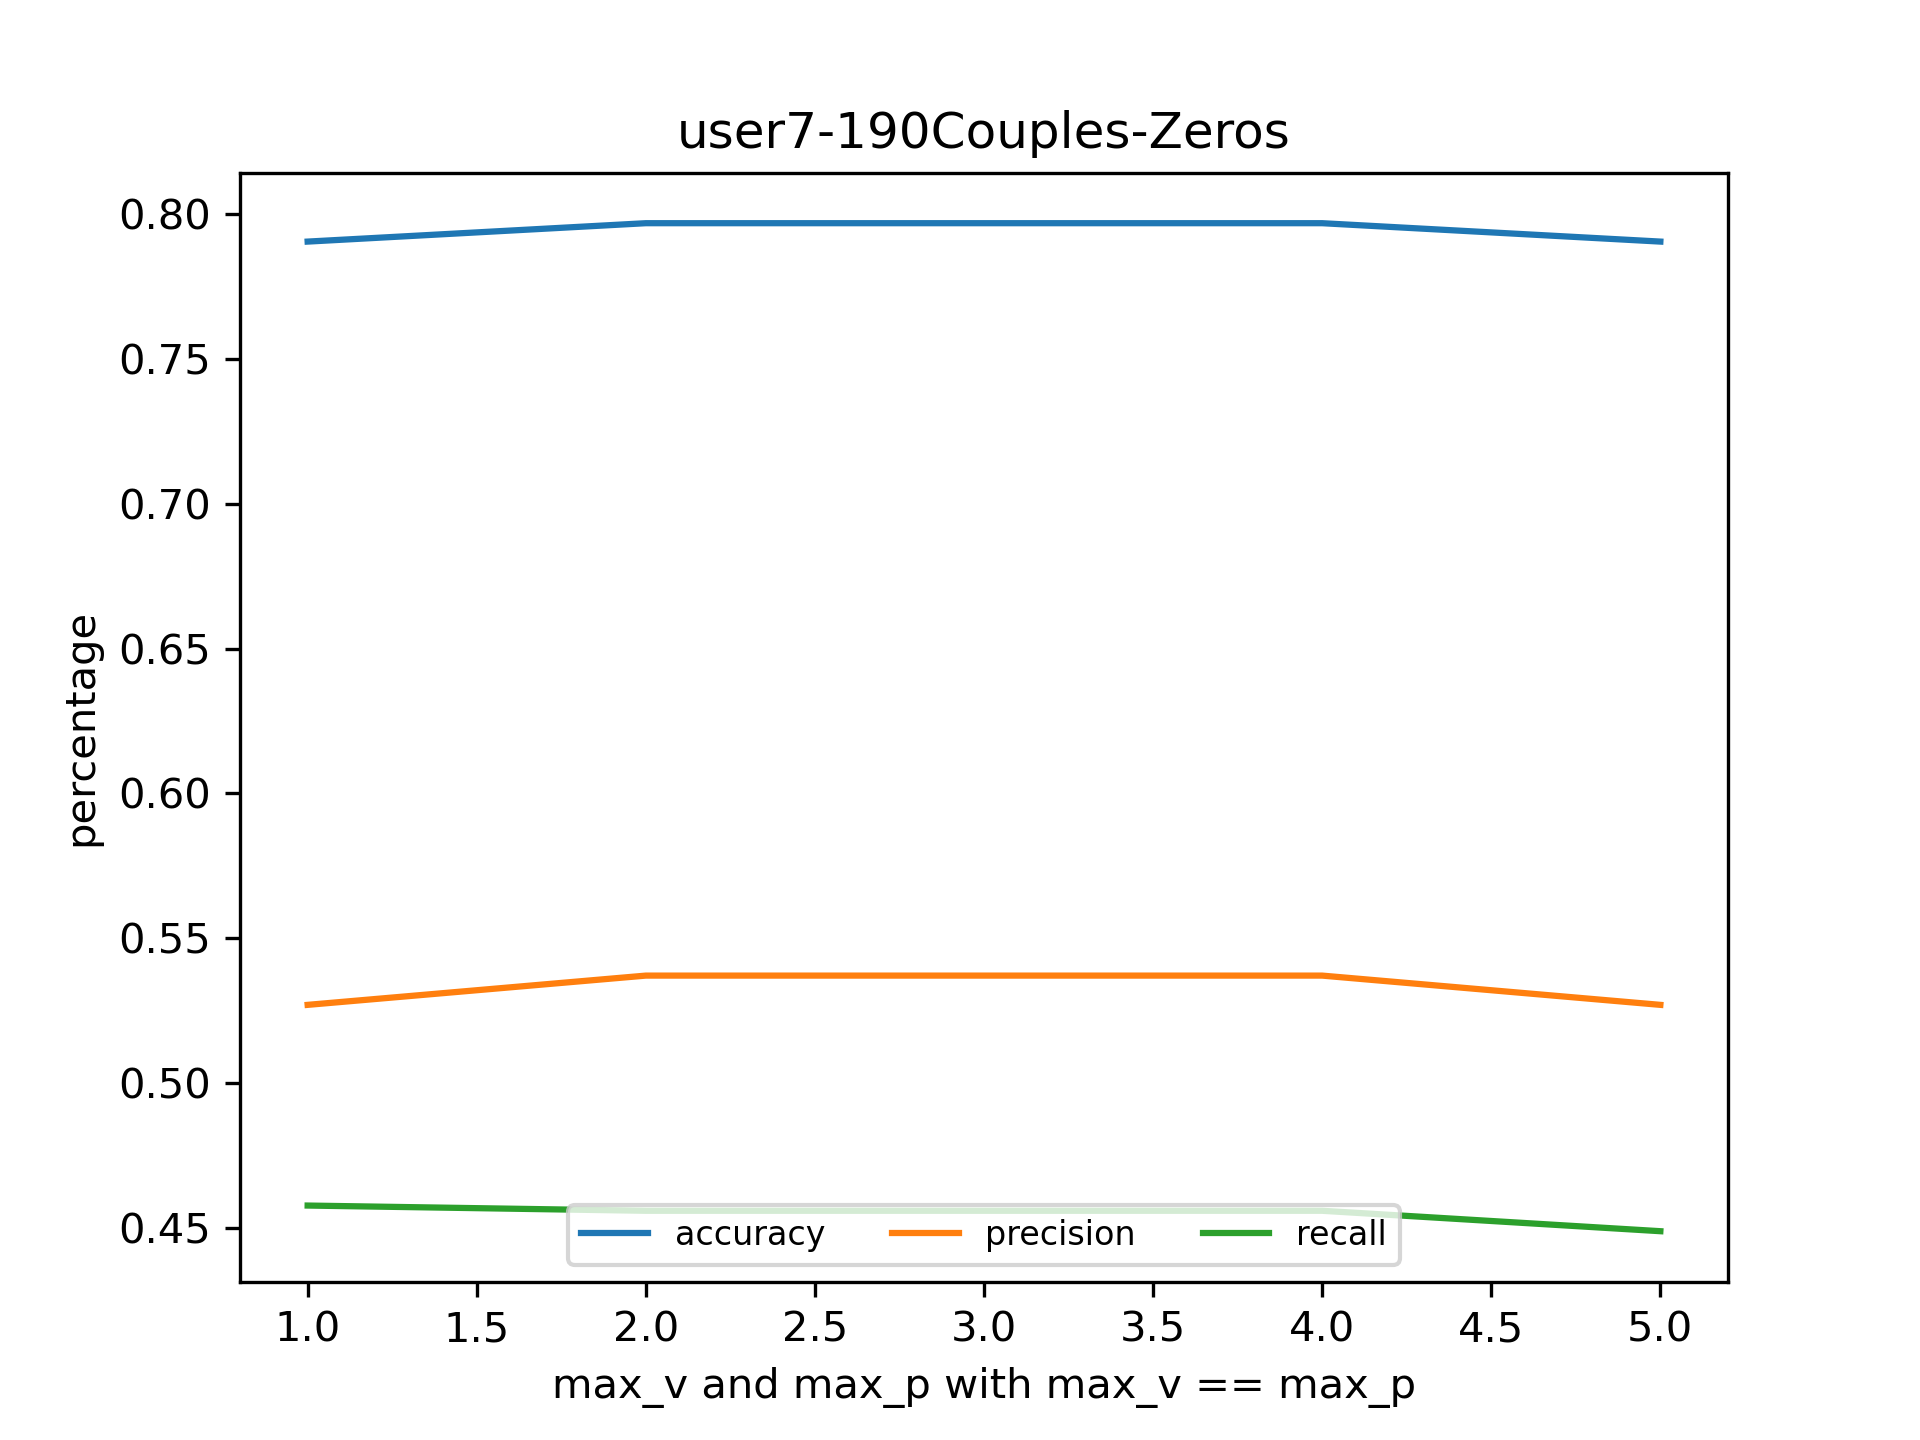 user7-190Couples-Zeros
0.80
0.75
0.70
0.65
0.60
0.55
0.50
0.45
percentage
accuracy precision recall
1.0 1.5 2.0 2.5 3.0 3.5 4.0 4.5 5.0
max_v and max_p with max_v == max_p